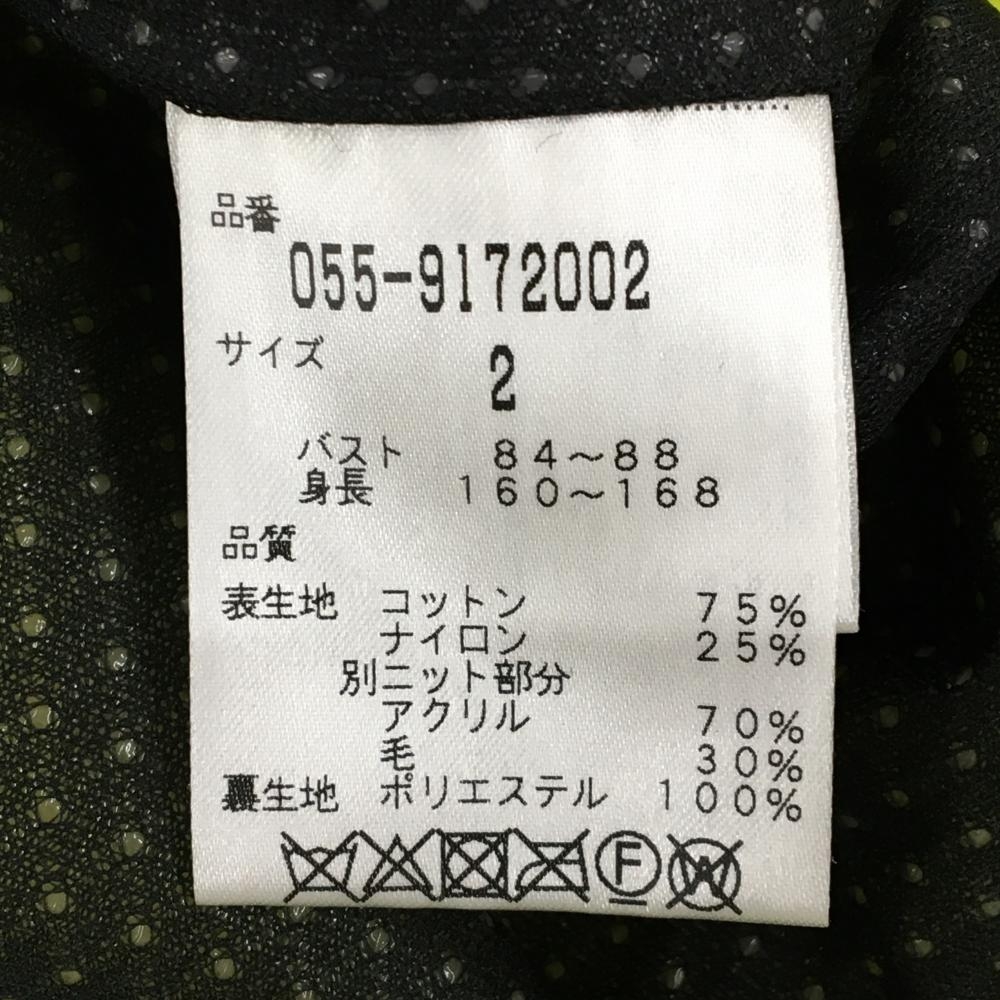 品番
055-9172002
サイズ
2
バスト 84～88
身長 160～168
品質
表生地 コットン 75%
ナイロン 25%
別ニット部分
アクリル 70%
毛 30%
裏生地 ポリエステル 100%
F W